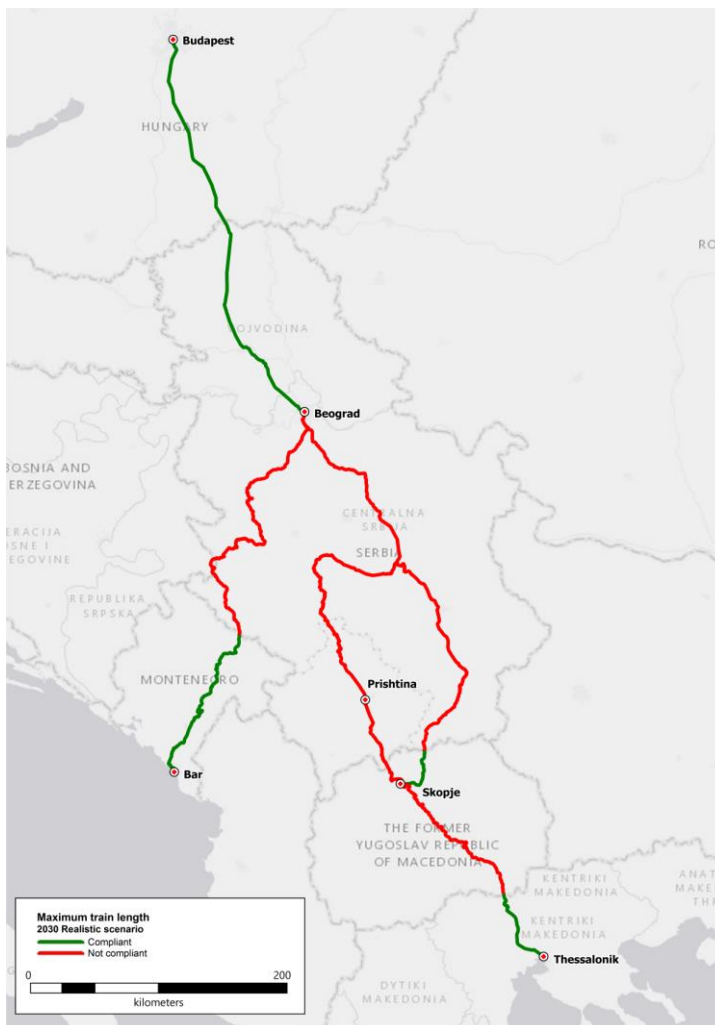 Budapest
HUNGARY
RO
VOJVODINA
Beograd
BOSNIA AND
HERZEGOVINA
CENTRALNA
SRBIJA
SERBIA
REPUBLIKA
SRPSKA
Prishtina
MONTENEGRO
Bar
Skopje
THE FORMER
YUGOSLAV REPUBLIC
OF MACEDONIA
KENTRIKI
MAKEDONIA
KENTRIKI
MAKEDONIA
Thessalonik
DYTIKI
MAKEDONIA
Maximum train length
2030 Realistic scenario
Compliant
Not compliant
0
200
kilometers